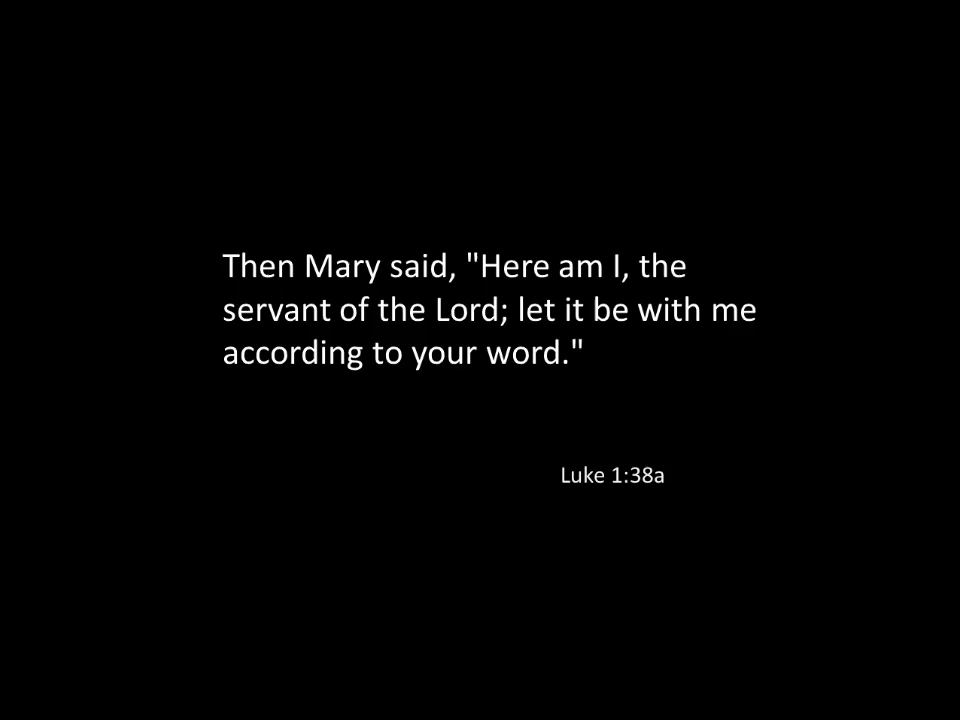 Then Mary said, "Here am I, the
servant of the Lord; let it be with me
according to your word."
Luke 1:38a